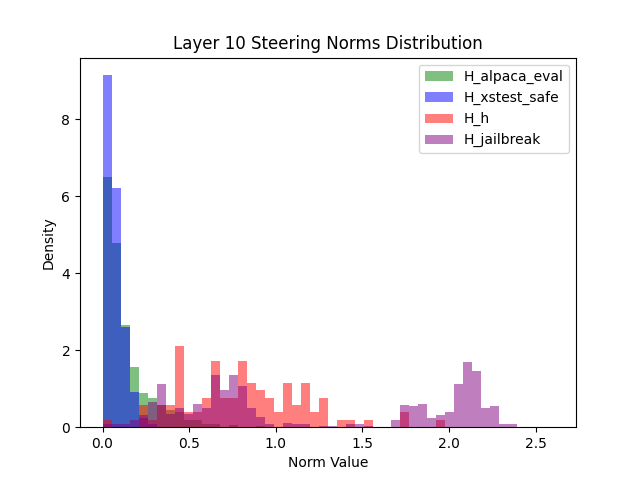 Layer 10 Steering Norms Distribution
H_alpaca_eval
H_xstest_safe
H_h
H_jailbreak
Density
8
6
4
2
0
0.0 0.5 1.0 1.5 2.0 2.5
Norm Value